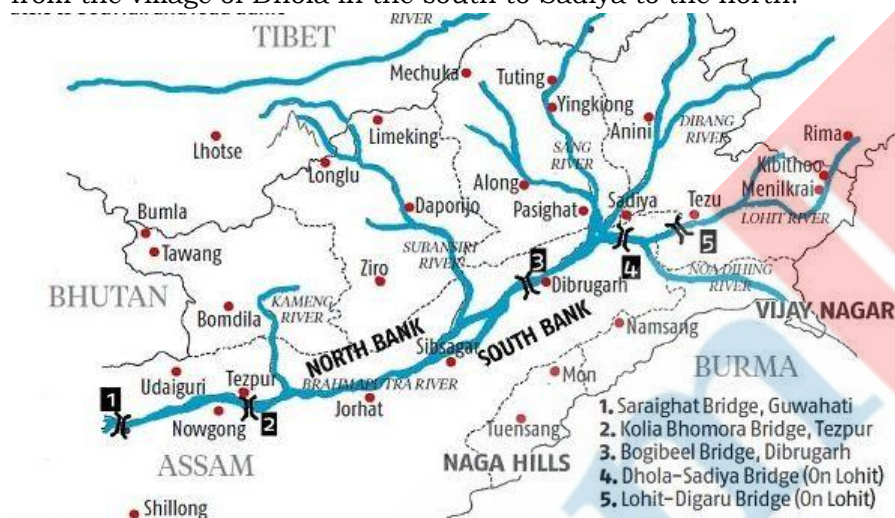 from the village of Dhola in the south to Sadiya to the north.
RIVER
TIBET
Mechuka
Tuting
Yingkiong
Anini
DIBANG
RIVER
Rima
Limeking
Lhotse
Longlu
SANG
RIVER
Kibithoo
Menilkrai
Along
Daporijo
Pasighat
Sadiya
Tezu
LOHIT RIVER
Bumla
Tawang
SUBANSIRI
RIVER
3
4
5
Ziro
Dibrugarh
NOA DIHING
RIVER
BHUTAN
KAMENG
RIVER
Bomdila
VIJAY NAGAR
NORTH BANK
SOUTH BANK
Namsang
Sibsagar
BURMA
Udaiguri
Tezpur
BRAHMAPUTRA RIVER
Mon
1
Jorhat
Nowgong
2
Tuensang
ASSAM
NAGA HILLS
Shillong
1. Saraighat Bridge, Guwahati
2. Kolia Bhomora Bridge, Tezpur
3. Bogibeel Bridge, Dibrugarh
4. Dhola-Sadiya Bridge (On Lohit)
5. Lohit-Digaru Bridge (On Lohit)